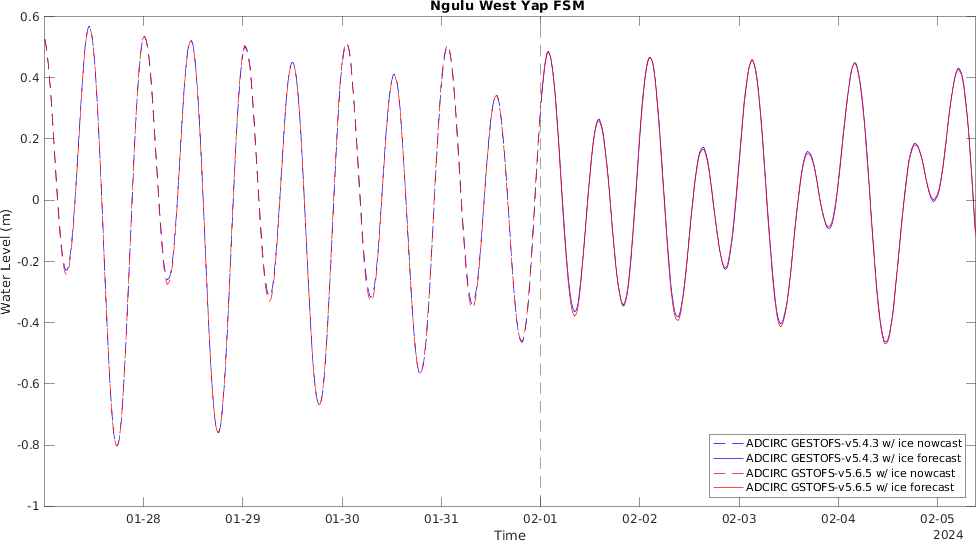 Ngulu West Yap FSM
0.6
0.4
0.2
0
-0.2
-0.4
-0.6
-0.8
-1
Water Level (m)
01-28
01-29
01-30
01-31
02-01
02-02
02-03
02-04
02-05
Time
2024
ADCIRC GESTOFS-v5.4.3 w/ ice nowcast
ADCIRC GESTOFS-v5.4.3 w/ ice forecast
ADCIRC GSTOFS-v5.6.5 w/ ice nowcast
ADCIRC GSTOFS-v5.6.5 w/ ice forecast